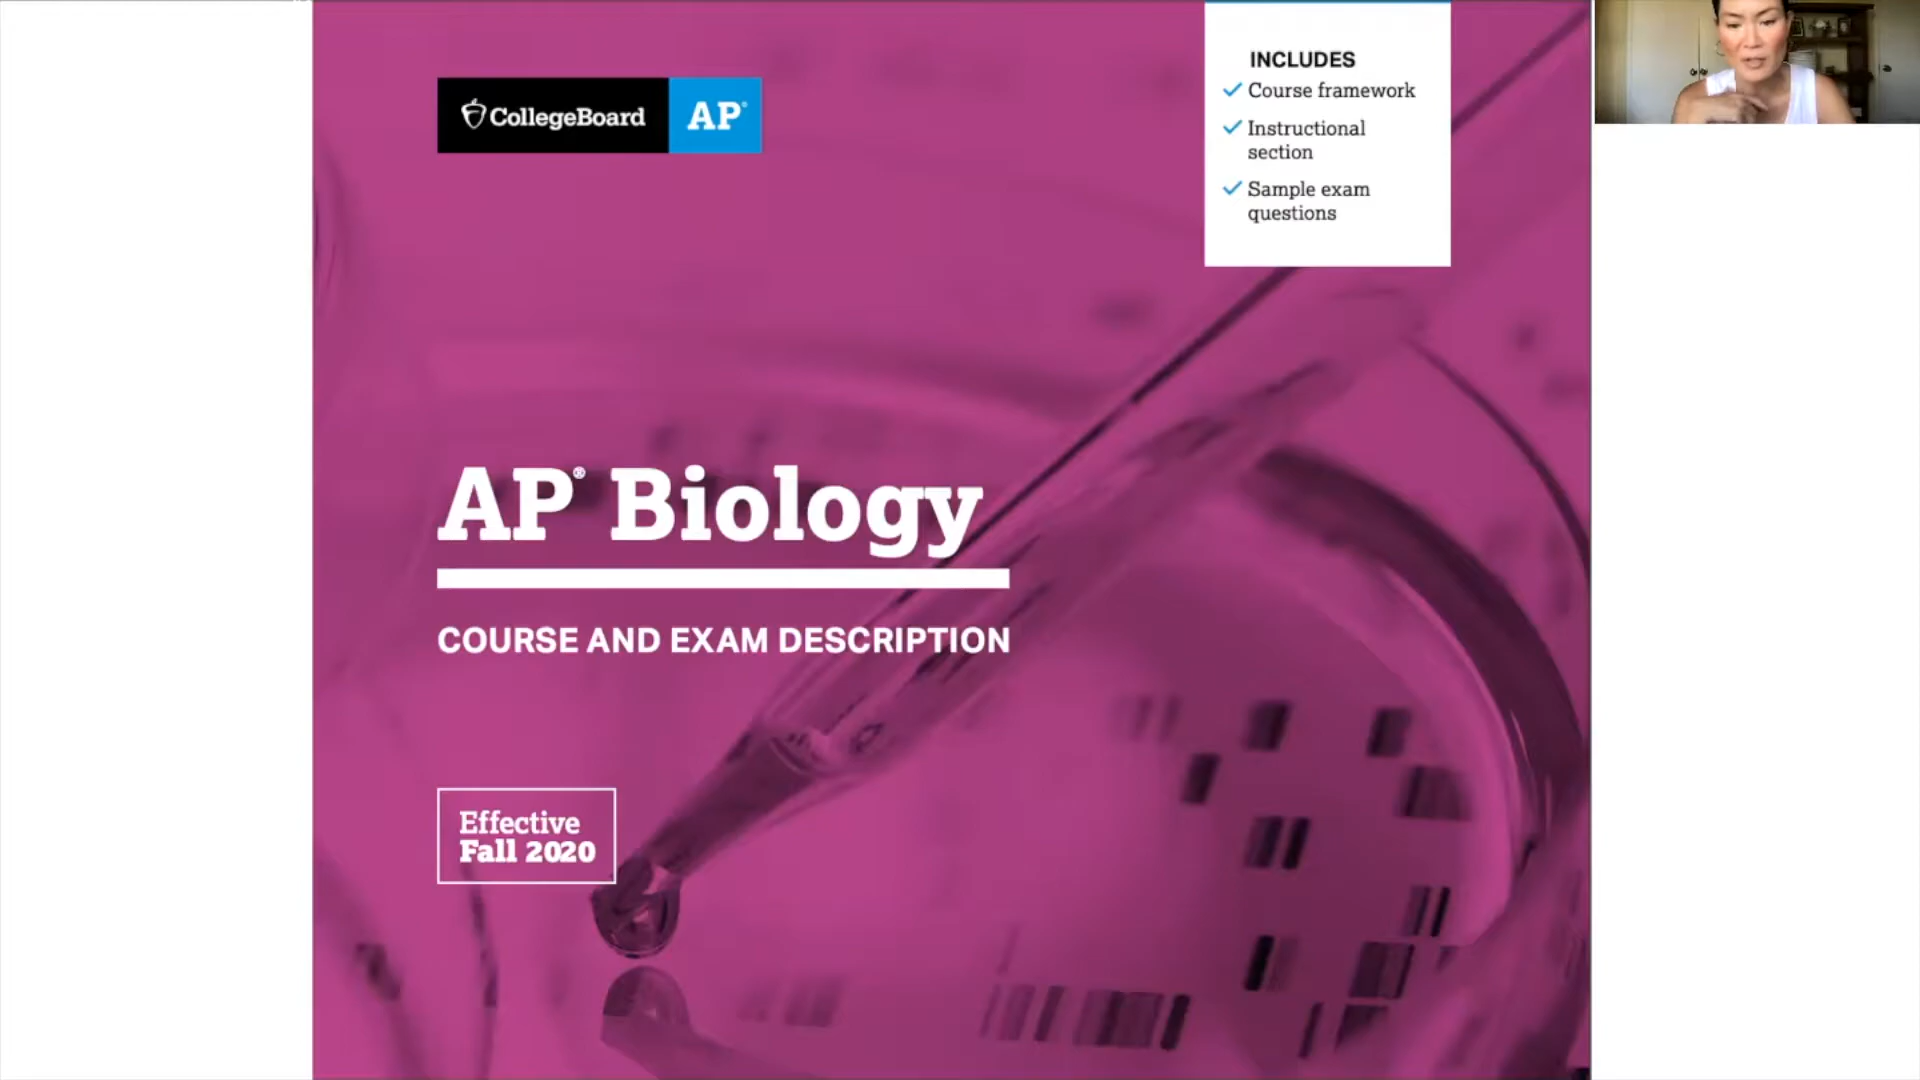 CollegeBoard AP®
INCLUDES
Course framework
Instructional
section
Sample exam
questions
AP® Biology
COURSE AND EXAM DESCRIPTION
Effective
Fall 2020